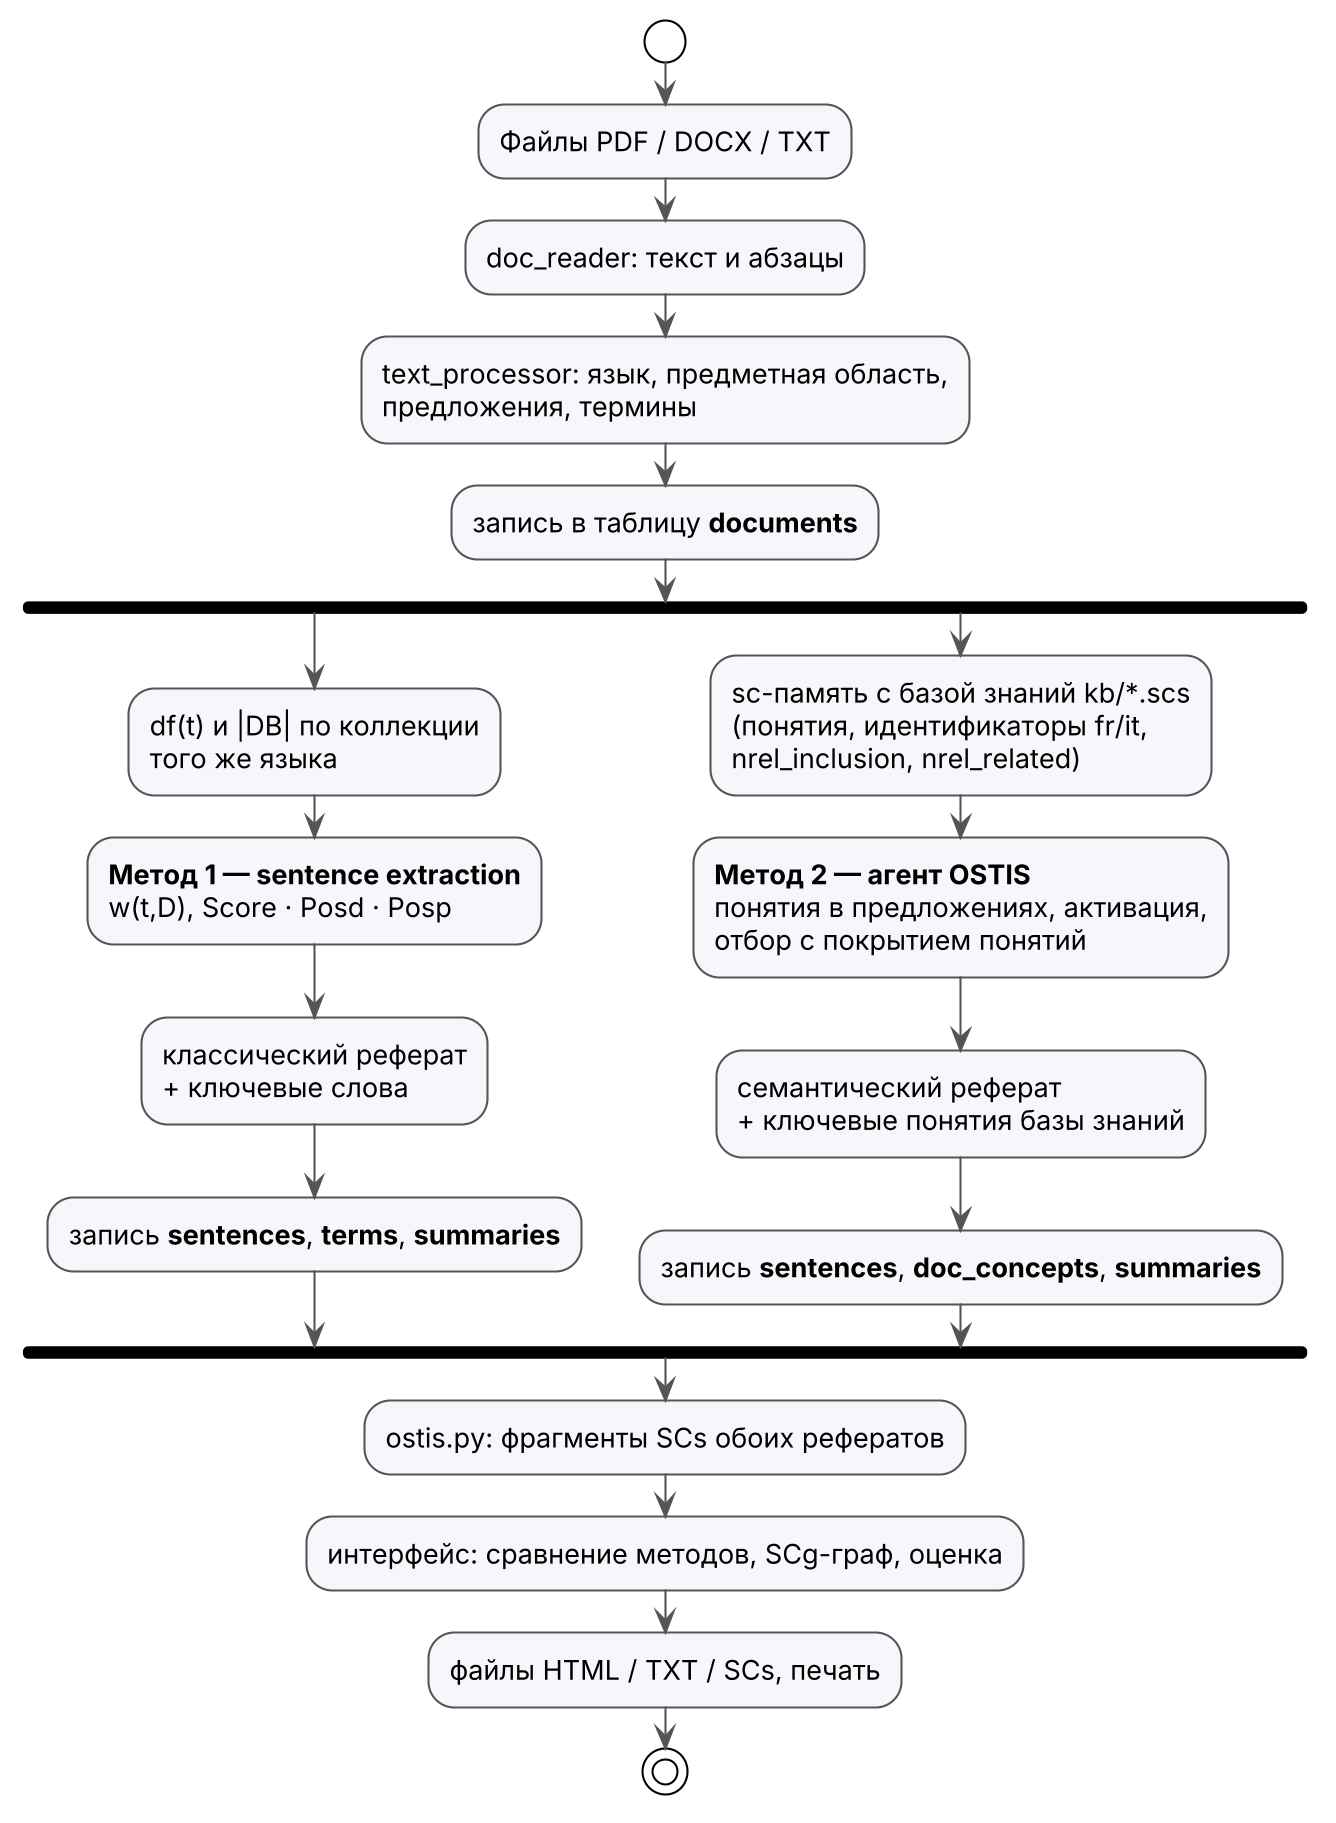 Файлы PDF / DOCX / TXT
doc_reader: текст и абзацы
text_processor: язык, предметная область,
предложения, термины
запись в таблицу documents
df(t) и |DB| по коллекции
того же языка
Метод 1 — sentence extraction
w(t,D), Score · Posd · Posp
классический реферат
+ ключевые слова
запись sentences, terms, summaries
sc-память с базой знаний kb/*.scs
(понятия, идентификаторы fr/it,
nrel_inclusion, nrel_related)
Метод 2 — агент OSTIS
понятия в предложениях, активация,
отбор с покрытием понятий
семантический реферат
+ ключевые понятия базы знаний
запись sentences, doc_concepts, summaries
ostis.py: фрагменты SCs обоих рефератов
интерфейс: сравнение методов, SCg-граф, оценка
файлы HTML / TXT / SCs, печать